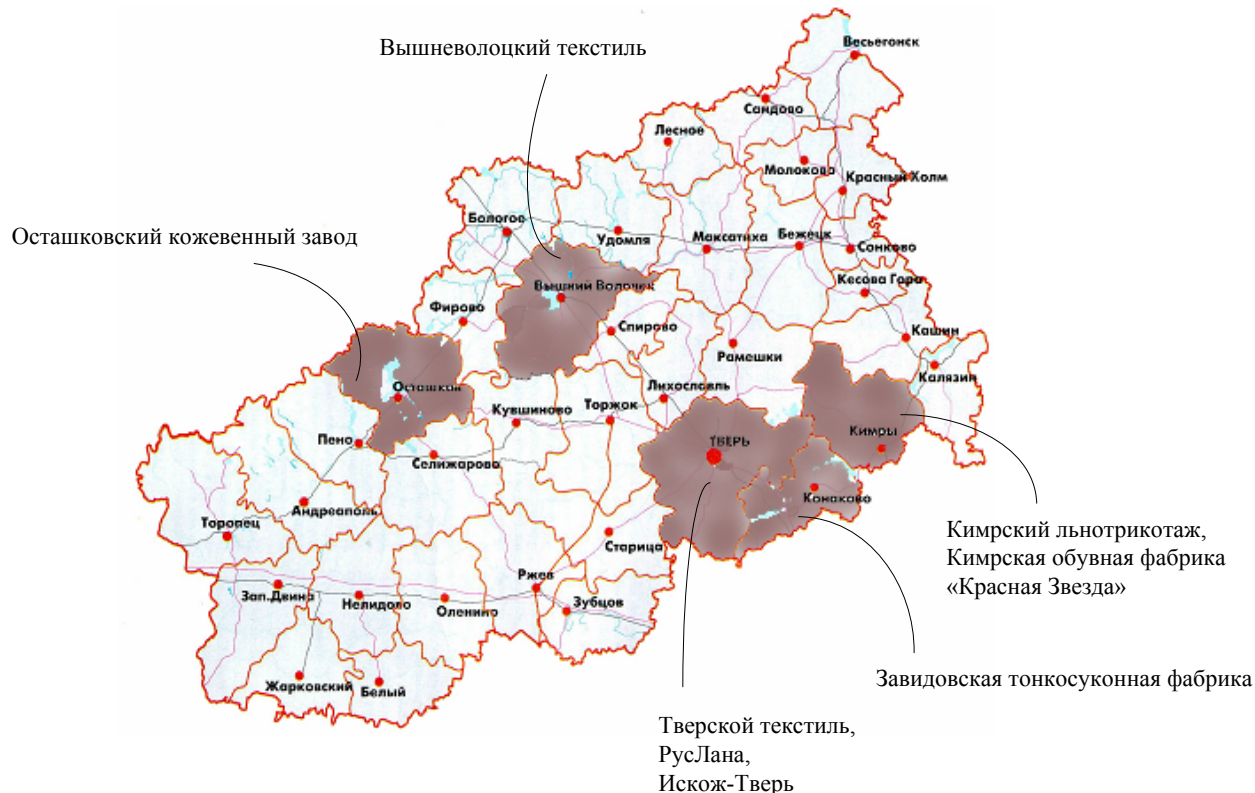 Вышневолоцкий текстиль
Весьегонск
Сандово
Лесное
Молоково
Красный Холм
Осташковский кожевенный завод
Бологое
Удомля
Максатиха
Бежецк
Сонково
Вышний Волочек
Кесова Гора
Фирово
Спирово
Кашин
Рамешки
Калязин
Осташков
Лихославль
Кувшиново
Торжок
Кимры
Пено
ТВЕРЬ
Селижарово
Конаково
Андреаполь
Торопец
Старица
Кимрский льнотрикотаж,
Кимрская обувная фабрика
«Красная Звезда»
Ржев
Зап.Двина
Нелидово
Оленино
Зубцов
Жарковский
Белый
Завидовская тонкосуконная фабрика
Тверской текстиль,
РусЛана,
Искож-Тверь